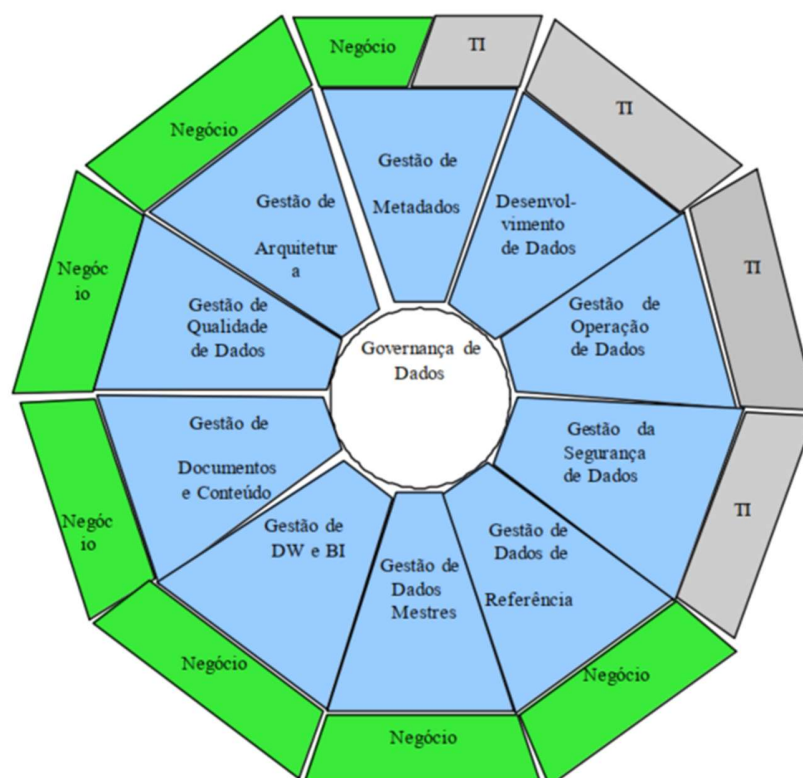 Negócio
TI
Negócio
TI
Gestão de
Metadados
Gestão de
Arquitetur
a
Desenvol-
vimento
de Dados
Negóc
io
TI
Gestão de
Qualidade
de Dados
Gestão de
Operação
de Dados
Governança de
Dados
Gestão de
Documentos
e Conteúdo
Gestão da
Segurança
de Dados
Negóc
io
TI
Gestão de
DW e BI
Gestão de
Dados
Mestres
Gestão de
Dados de
Referência
Negócio
Negócio
Negócio